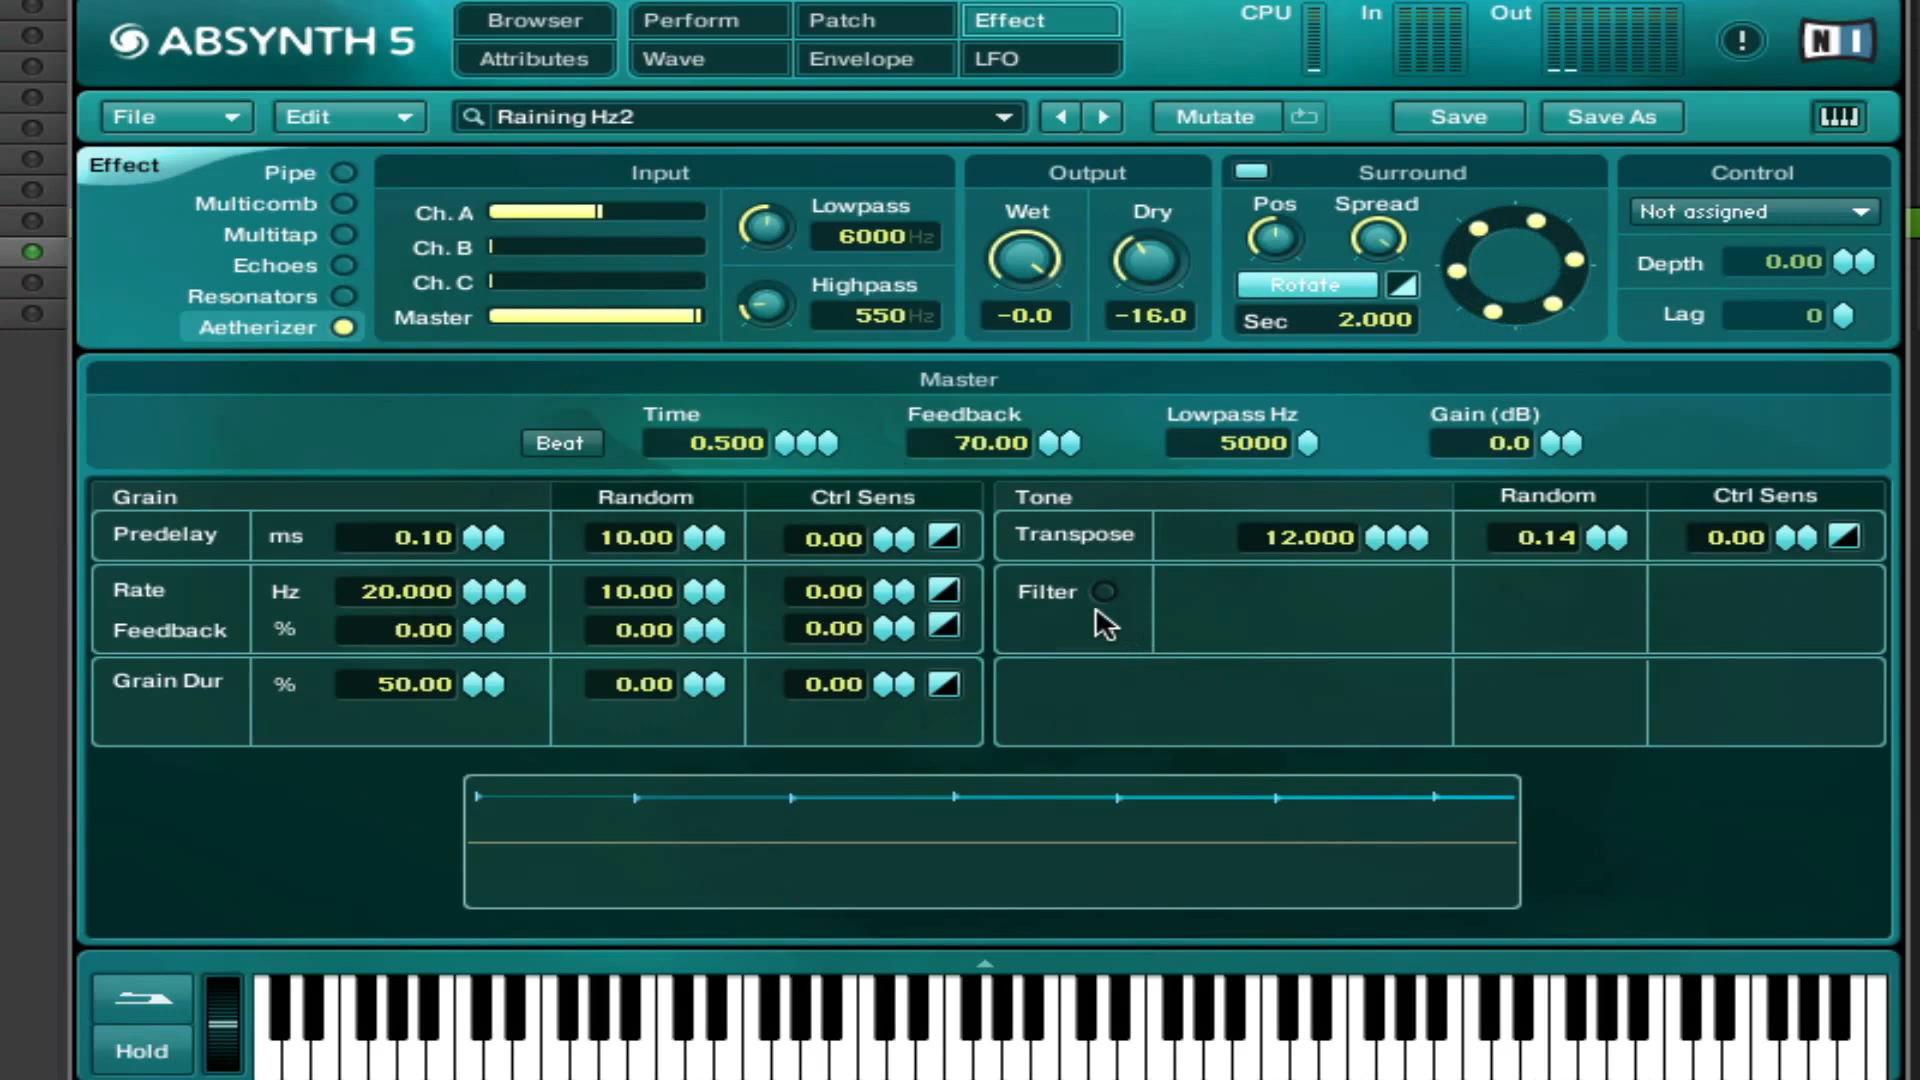 ABSYNTH 5
Browser Perform Patch Effect
Attributes Wave Envelope LFO
CPU In Out
! NI
File Edit Raining Hz2 Mutate Save Save As
Effect
Pipe
Multicomb
Multitap
Echoes
Resonators
Aetherizer
Input
Ch. A
Ch. B
Ch. C
Master
Lowpass
6000 Hz
Highpass
550 Hz
Output
Wet Dry
-0.0 -16.0
Surround
Pos Spread
Rotate
Sec 2.000
Control
Not assigned
Depth 0.00
Lag 0
Master
Time Feedback Lowpass Hz Gain (dB)
Beat 0.500 70.00 5000 0.0
Grain Random Ctrl Sens
Predelay ms 0.10 10.00 0.00
Rate Hz 20.000 10.00 0.00
Feedback % 0.00 0.00 0.00
Grain Dur % 50.00 0.00 0.00
Tone Random Ctrl Sens
Transpose 12.000 0.14 0.00
Filter
Hold